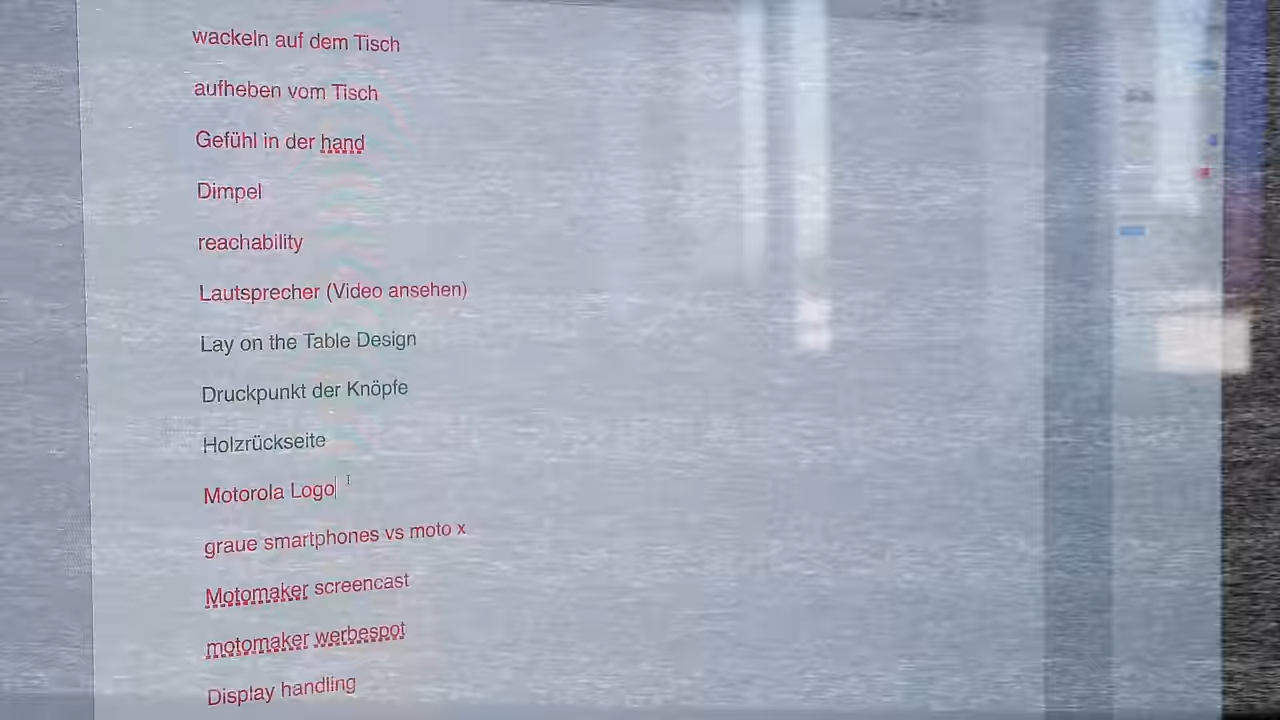 wackeln auf dem Tisch
aufheben vom Tisch
Gefühl in der hand
Dimpel
reachability
Lautsprecher (Video ansehen)
Lay on the Table Design
Druckpunkt der Knöpfe
Holzrückseite
Motorola Logo
graue smartphones vs moto x
Motomaker screencast
motomaker werbespot
Display handling